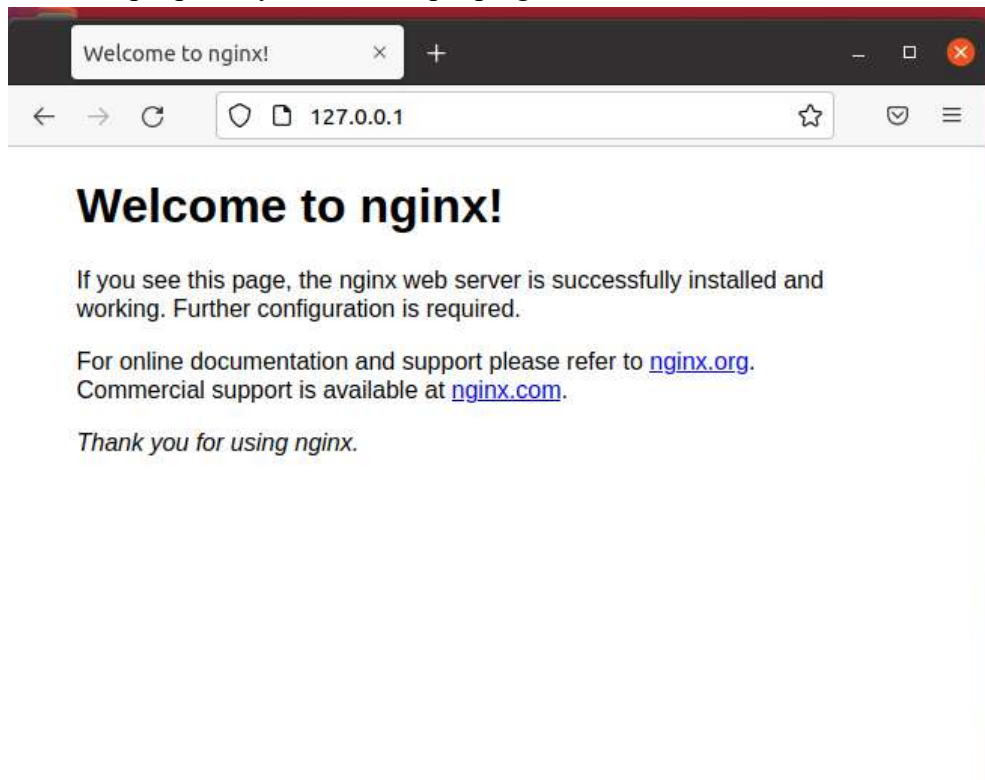 Welcome to nginx!
127.0.0.1
Welcome to nginx!
If you see this page, the nginx web server is successfully installed and
working. Further configuration is required.
For online documentation and support please refer to nginx.org.
Commercial support is available at nginx.com.
Thank you for using nginx.